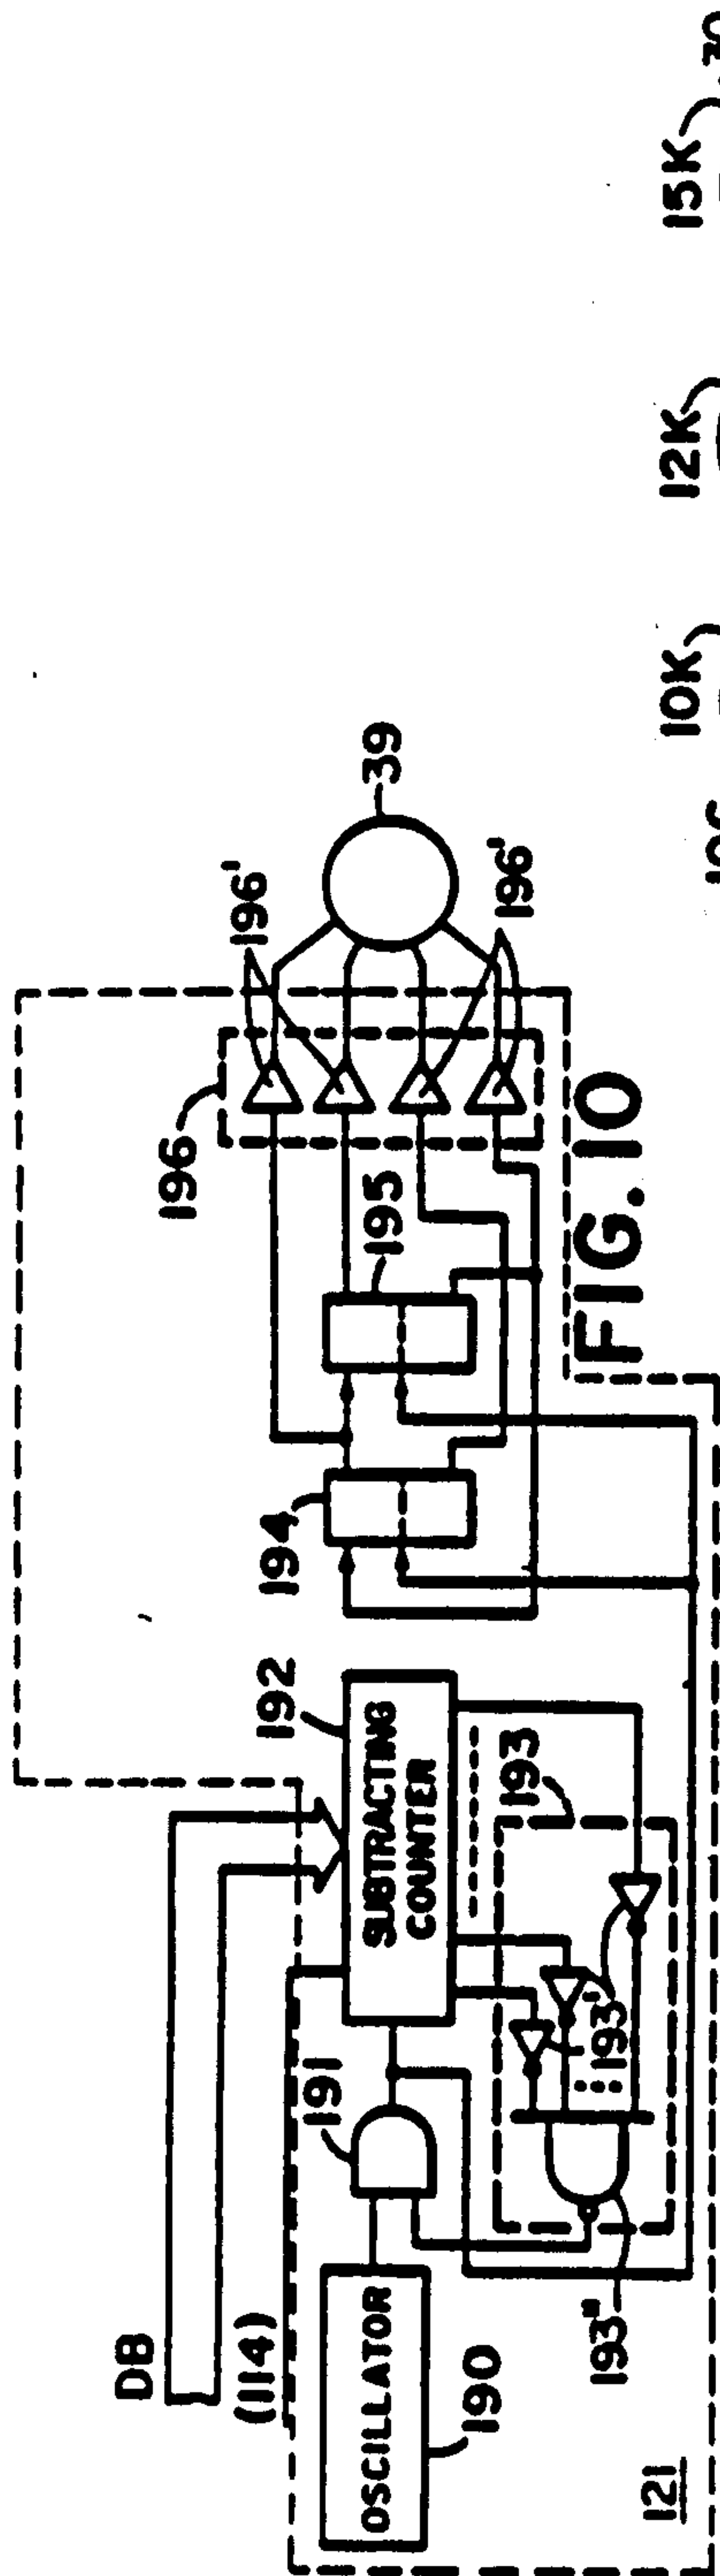 DB
(114)
OSCILLATOR
190
191
192
SUBTRACTING
COUNTER
193
193'
193"
121
194
195
196
196'
196'
39
FIG. 10
10K
12K
15K